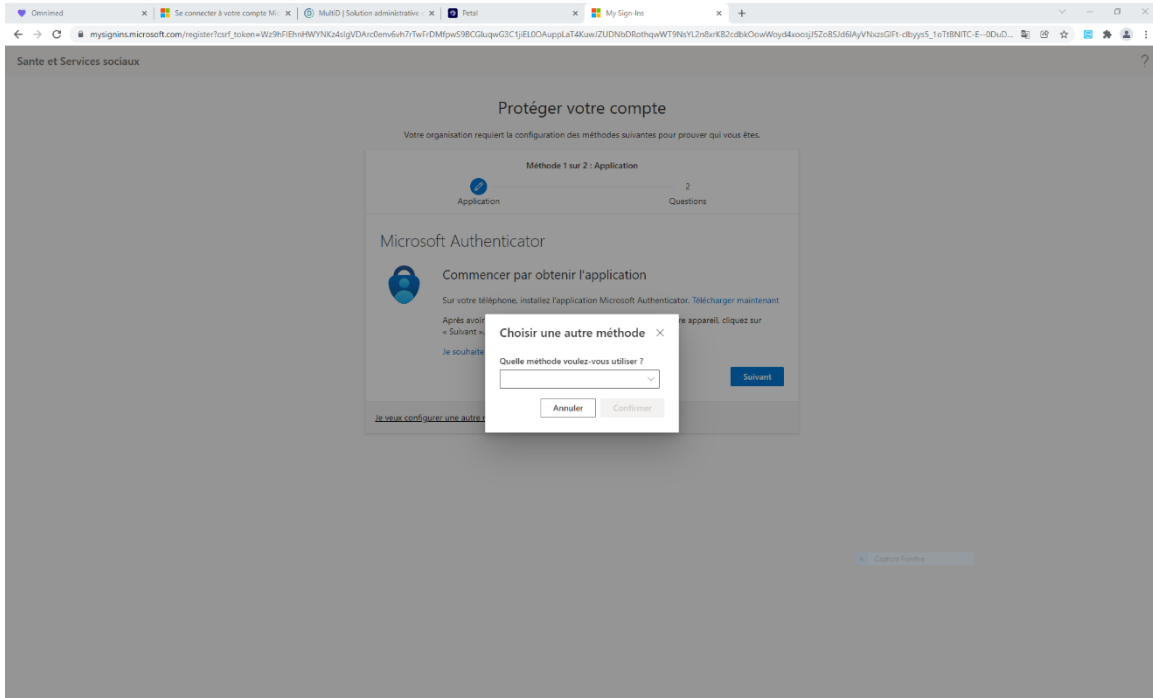 Omnimed
Se connecter à votre compte Mic
MultiD | Solution administrative c
Petal
My Sign-Ins
Sante et Services sociaux
?
Protéger votre compte
Votre organisation requiert la configuration des méthodes suivantes pour prouver qui vous êtes.
Méthode 1 sur 2 : Application
2
Application
Questions
Microsoft Authenticator
Commencer par obtenir l'application
Sur votre téléphone, installez l'application Microsoft Authenticator. Télécharger maintenant
Après avoir
re appareil, cliquez sur
« Suivant ».
Je souhaite
Choisir une autre méthode
Quelle méthode voulez-vous utiliser ?
Annuler
Confirmer
Suivant
Je veux configurer une autre
Capture Fenêtre